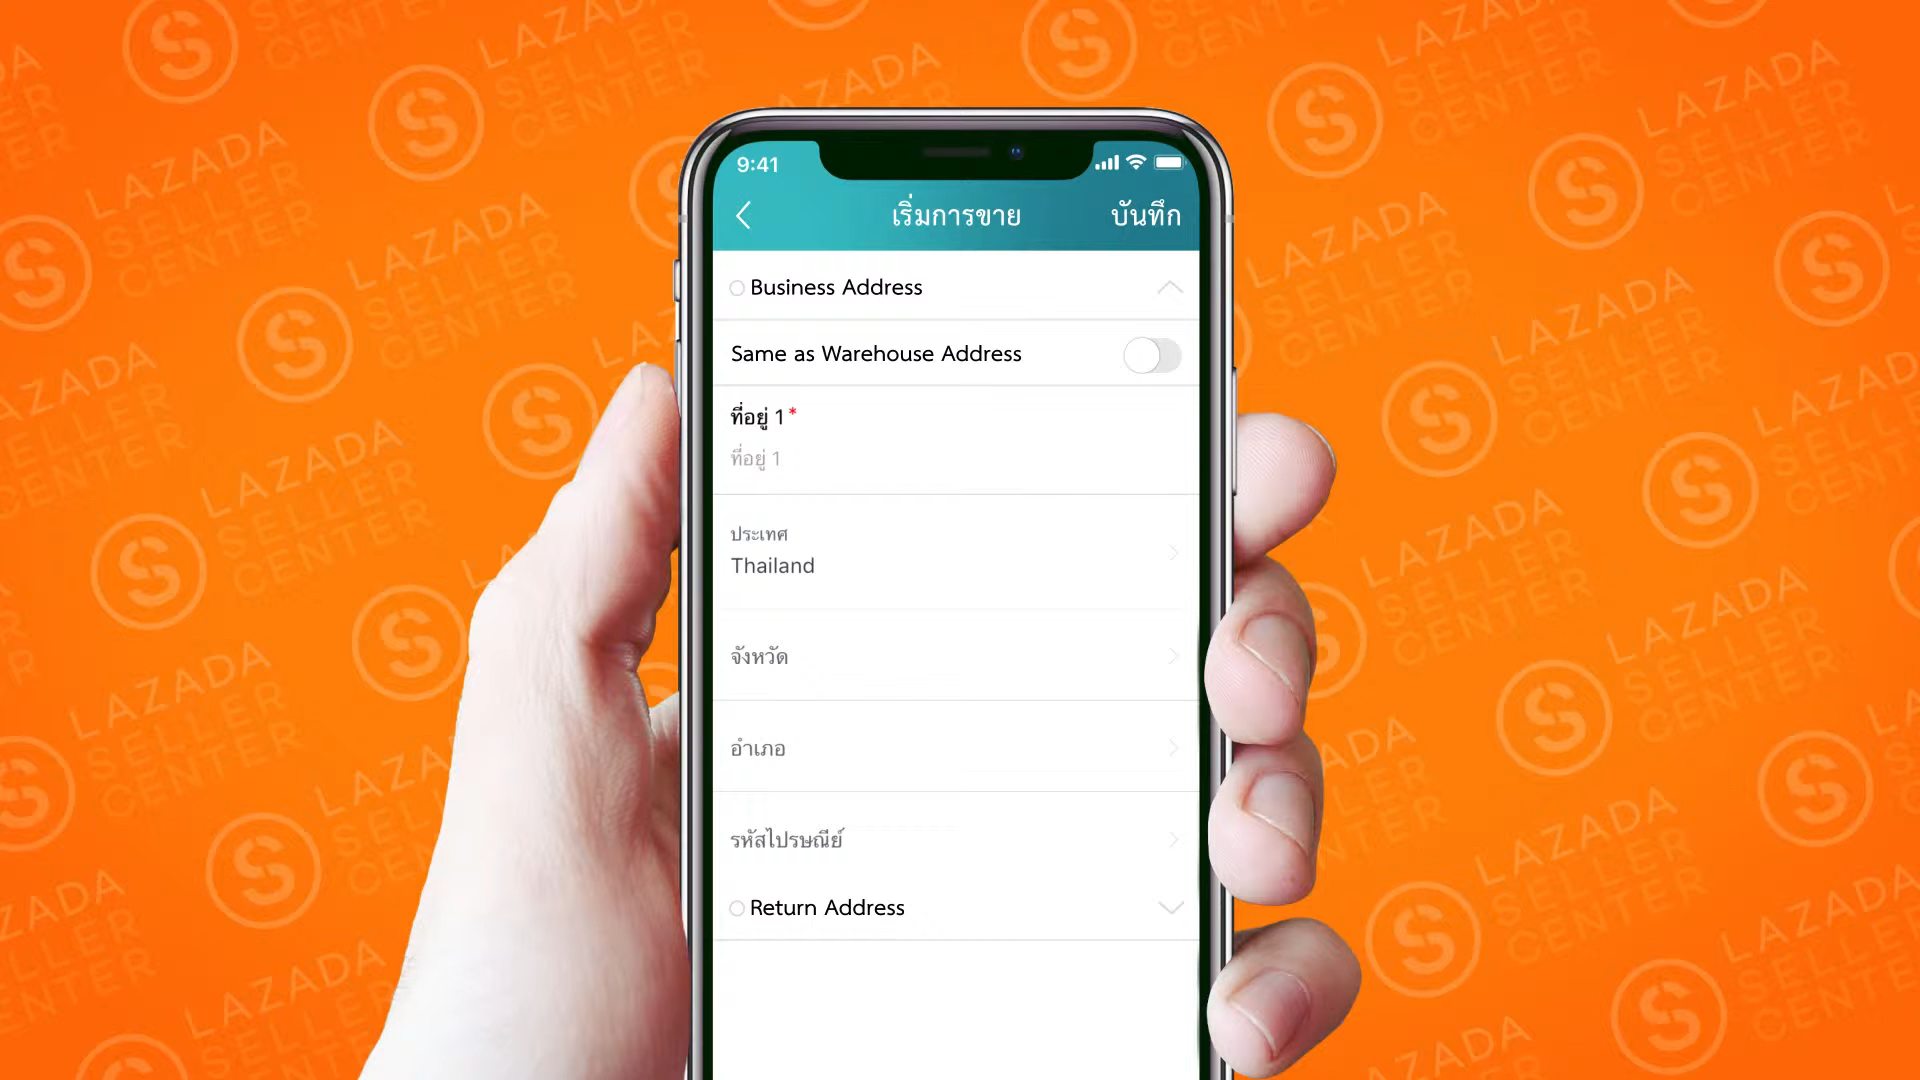 9:41
เริ่มการขาย
บันทึก
Business Address
Same as Warehouse Address
ที่อยู่ 1*
ที่อยู่ 1
ประเทศ
Thailand
จังหวัด
อำเภอ
รหัสไปรษณีย์
Return Address
LAZADA
SELLER
CENTER